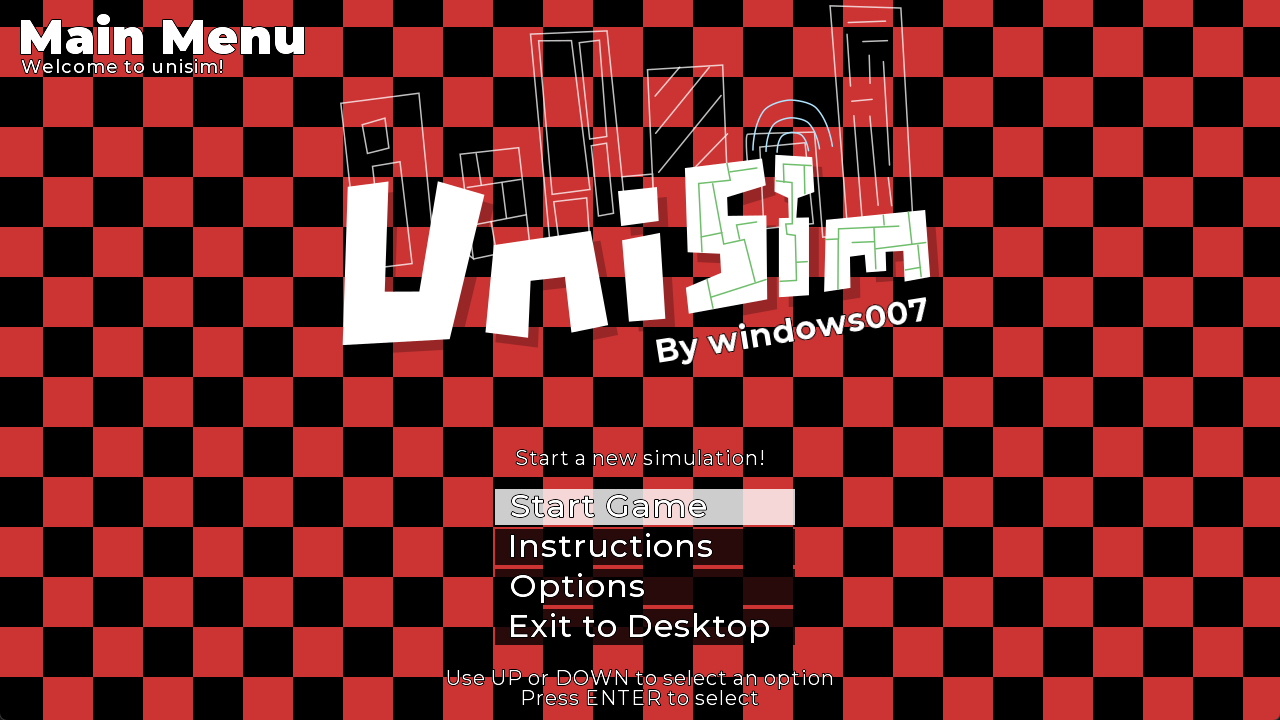 Main Menu
Welcome to unisim!
UniSim
By windows007
Start a new simulation!
Start Game
Instructions
Options
Exit to Desktop
Use UP or DOWN to select an option
Press ENTER to select